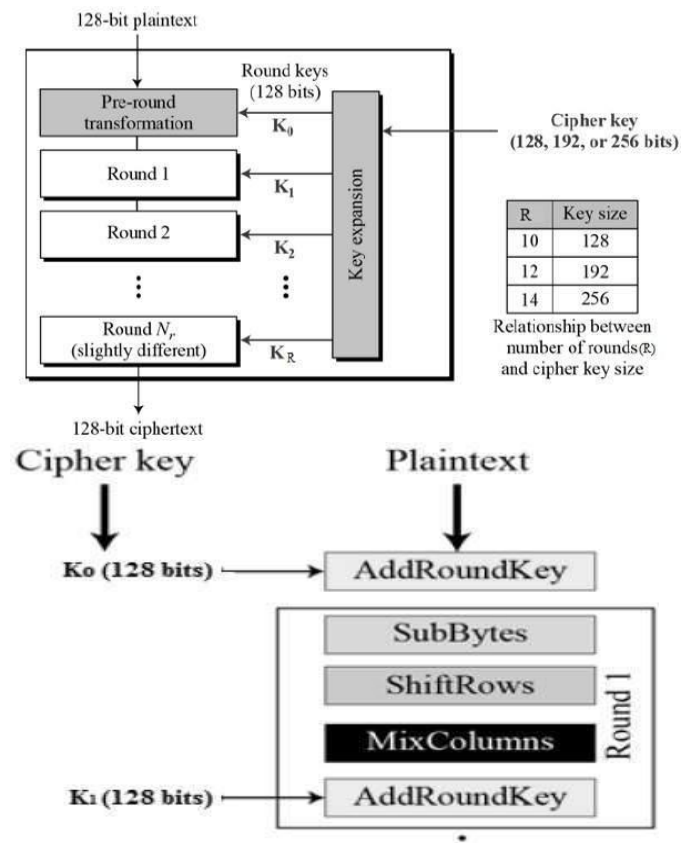 128-bit plaintext
Round keys
(128 bits)
Pre-round
transformation
K0
Cipher key
(128, 192, or 256 bits)
Round 1
K1
Key expansion
Round 2
K2
R Key size
10 128
12 192
14 256
Relationship between
number of rounds(R)
and cipher key size
Round Nr
(slightly different)
KR
128-bit ciphertext
Cipher key
Plaintext
K0 (128 bits)
AddRoundKey
SubBytes
ShiftRows
MixColumns
Round 1
K1 (128 bits)
AddRoundKey